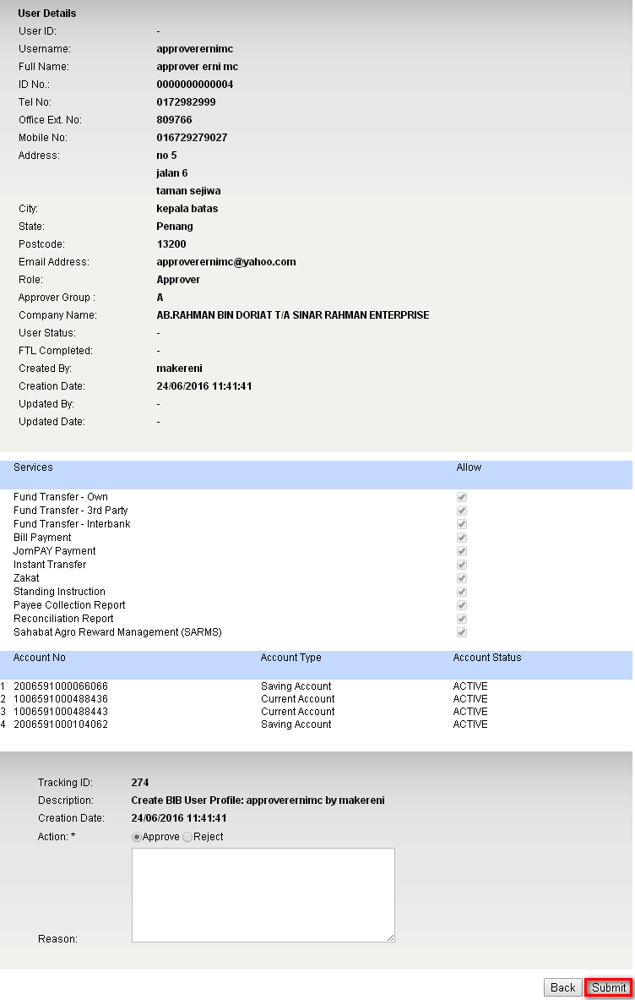 User Details
User ID: -
Username: approverernimc
Full Name: approver erni mc
ID No.: 0000000000004
Tel No: 0172982999
Office Ext. No: 809766
Mobile No: 016729279027
Address: no 5
jalan 6
taman sejiwa
City: kepala batas
State: Penang
Postcode: 13200
Email Address: approverernimc@yahoo.com
Role: Approver
Approver Group : A
Company Name: AB.RAHMAN BIN DORIAT T/A SINAR RAHMAN ENTERPRISE
User Status: -
FTL Completed: -
Created By: makereni
Creation Date: 24/06/2016 11:41:41
Updated By: -
Updated Date: -
Services Allow
Fund Transfer - Own
Fund Transfer - 3rd Party
Fund Transfer - Interbank
Bill Payment
JomPAY Payment
Instant Transfer
Zakat
Standing Instruction
Payee Collection Report
Reconciliation Report
Sahabat Agro Reward Management (SARMS)
Account No Account Type Account Status
1 2006591000066066 Saving Account ACTIVE
2 1006591000488436 Current Account ACTIVE
3 1006591000488443 Current Account ACTIVE
4 2006591000104062 Saving Account ACTIVE
Tracking ID: 274
Description: Create BIB User Profile: approverernimc by makereni
Creation Date: 24/06/2016 11:41:41
Action: * Approve Reject
Reason:
Back Submit